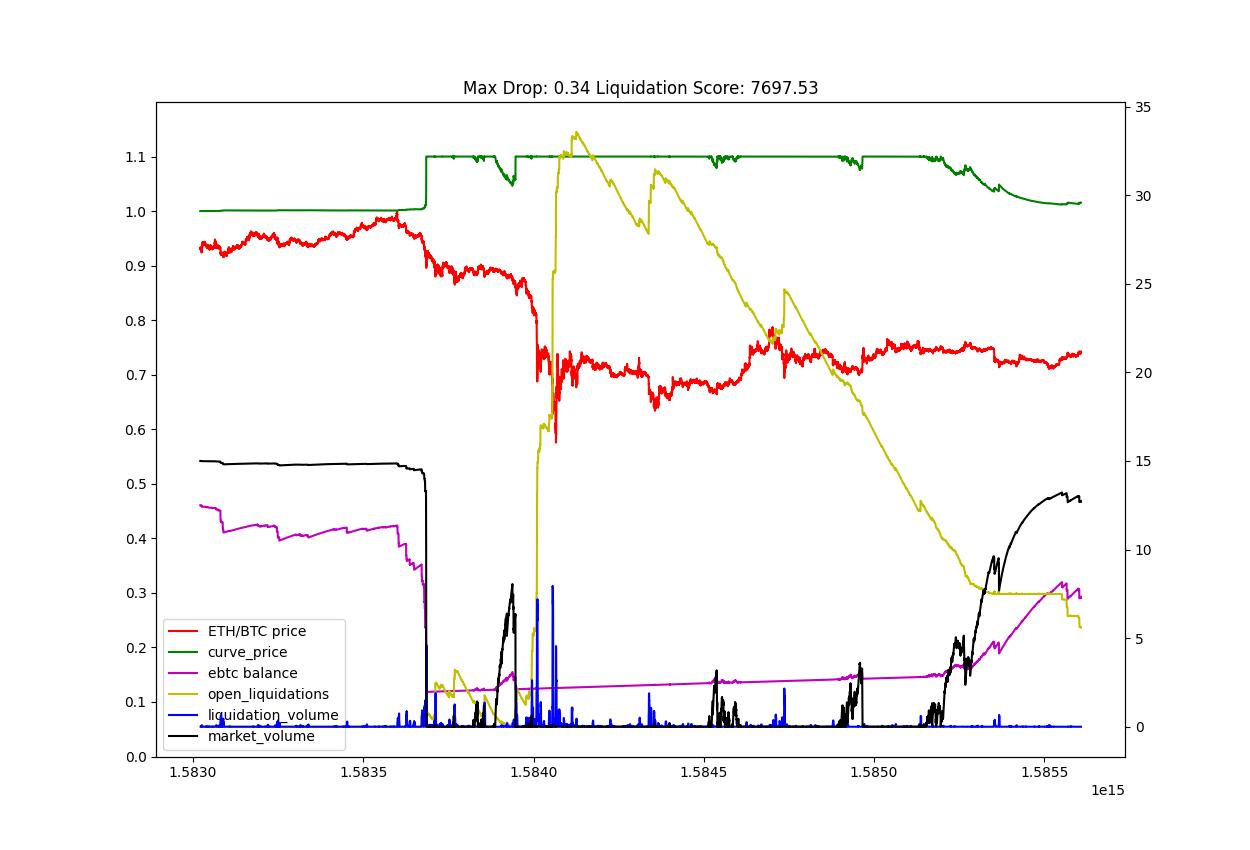 Max Drop: 0.34 Liquidation Score: 7697.53
35
1.1
30
1.0
0.9
25
0.8
0.7
20
0.6
0.5
15
0.4
10
0.3
0.2
5
0.1
0
0.0
ETH/BTC price
curve_price
ebtc balance
open_liquidations
liquidation_volume
market_volume
1.5830 1.5835 1.5840 1.5845 1.5850 1.5855
1e15